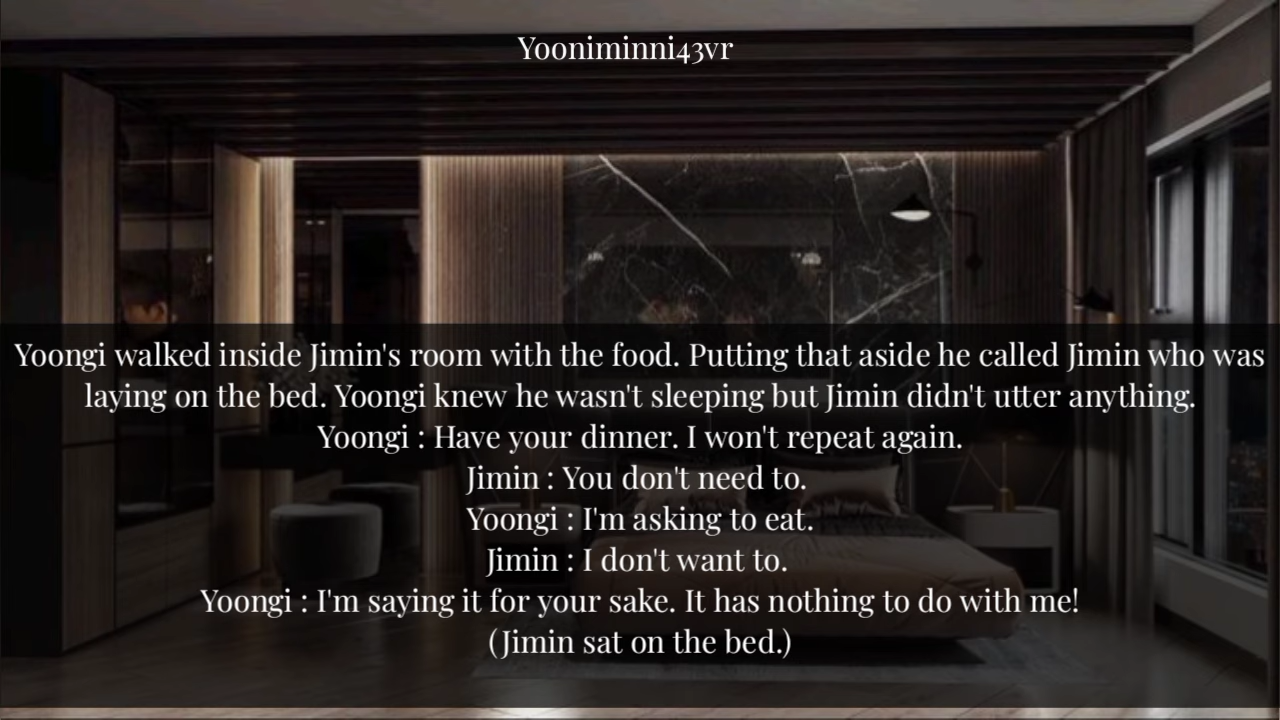 Yooniminni43vr
Yoongi walked inside Jimin's room with the food. Putting that aside he called Jimin who was
laying on the bed. Yoongi knew he wasn't sleeping but Jimin didn't utter anything.
Yoongi : Have your dinner. I won't repeat again.
Jimin : You don't need to.
Yoongi : I'm asking to eat.
Jimin : I don't want to.
Yoongi : I'm saying it for your sake. It has nothing to do with me!
(Jimin sat on the bed.)